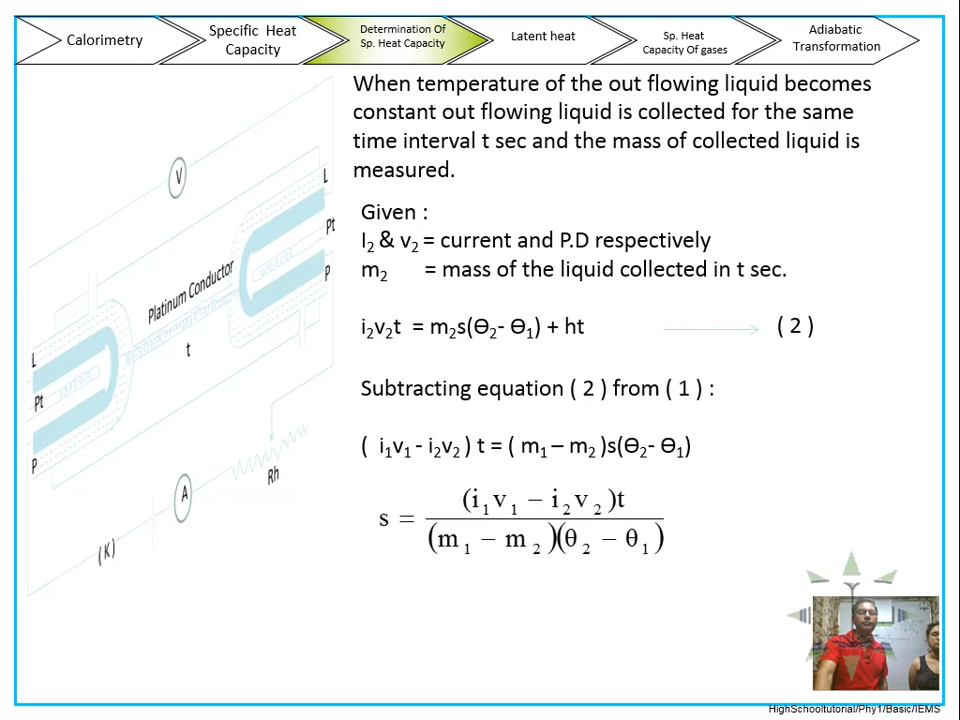 Calorimetry
Specific Heat
Capacity
Determination Of
Sp. Heat Capacity
Latent heat
Sp. Heat
Capacity Of gases
Adiabatic
Transformation
When temperature of the out flowing liquid becomes
constant out flowing liquid is collected for the same
time interval t sec and the mass of collected liquid is
measured.
Given :
I₂ & v₂ = current and P.D respectively
m₂ = mass of the liquid collected in t sec.
i₂v₂t = m₂s(Ɵ₂- Ɵ₁) + ht ( 2 )
Subtracting equation ( 2 ) from ( 1 ) :
( i₁v₁ - i₂v₂ ) t = ( m₁ – m₂ )s(Ɵ₂- Ɵ₁)
s = (i₁v₁ − i₂v₂)t / (m₁ − m₂)(θ₂ − θ₁)
V
L
Pt
P
Platinum Conductor
t
L
Pt
P
A
Rh
(K)
HighSchooltutorial/Phy1/Basic/IEMS